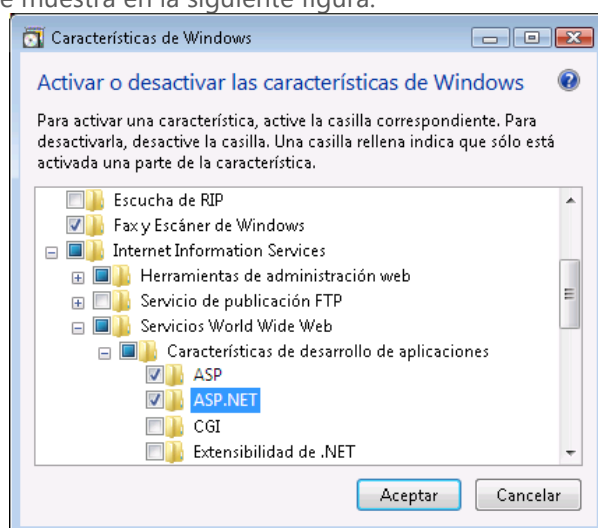 e muestra en la siguiente figura:
Características de Windows
Activar o desactivar las características de Windows
Para activar una característica, active la casilla correspondiente. Para
desactivarla, desactive la casilla. Una casilla rellena indica que sólo está
activada una parte de la característica.
Escucha de RIP
Fax y Escáner de Windows
Internet Information Services
Herramientas de administración web
Servicio de publicación FTP
Servicios World Wide Web
Características de desarrollo de aplicaciones
ASP
ASP.NET
CGI
Extensibilidad de .NET
Aceptar Cancelar